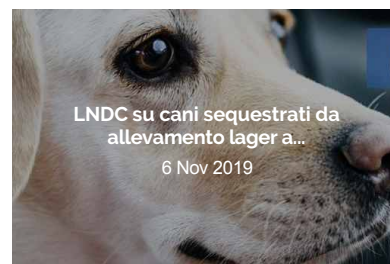 LNDC su cani sequestrati da
allevamento lager a...
6 Nov 2019